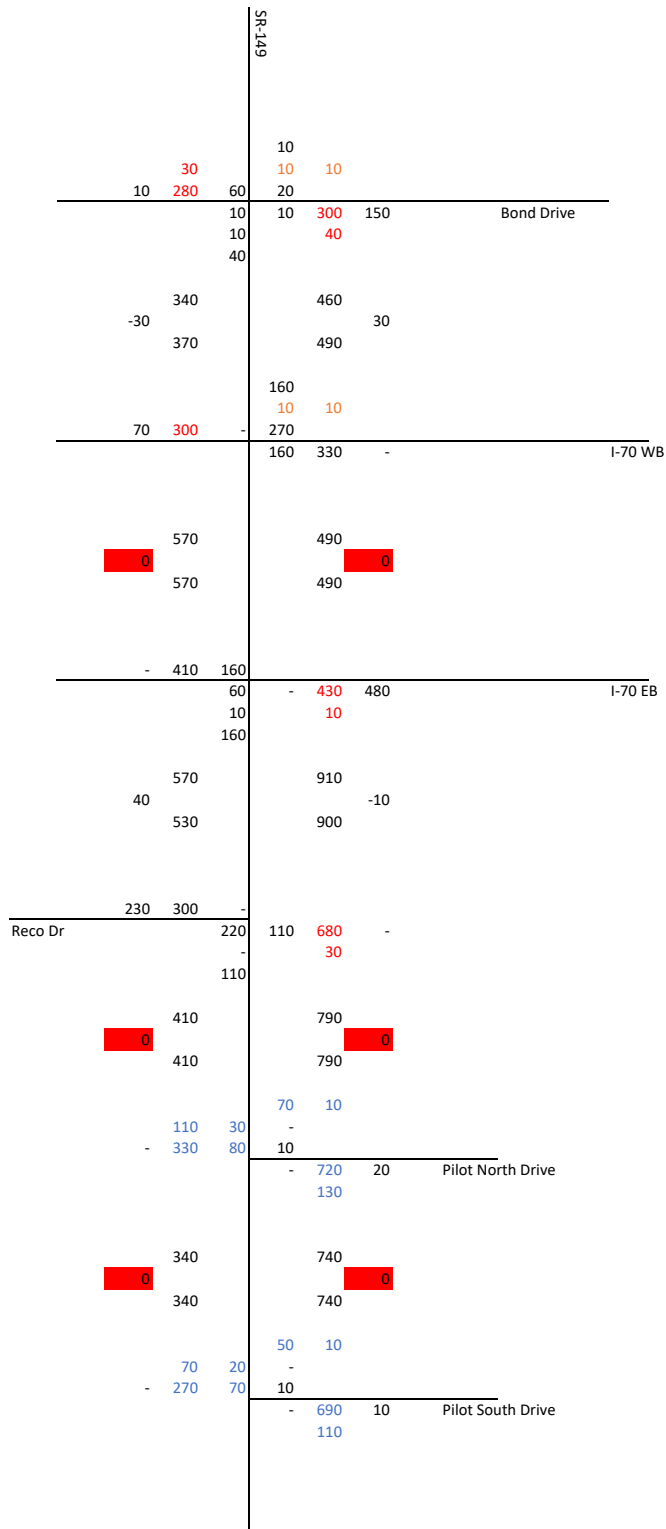 SR-149
10
30 10 10
10 280 60 20
10 10 300 150 Bond Drive
10 40
40
340 460
-30 30
370 490
160
10 10
70 300 - 270
160 330 - I-70 WB
570 490
0 0
570 490
- 410 160
60 - 430 480 I-70 EB
10 10
160
570 910
40 -10
530 900
230 300 -
Reco Dr 220 110 680 -
- 30
110
410 790
0 0
410 790
70 10
110 30 -
- 330 80 10
- 720 20 Pilot North Drive
130
340 740
0 0
340 740
50 10
70 20 -
- 270 70 10
- 690 10 Pilot South Drive
110